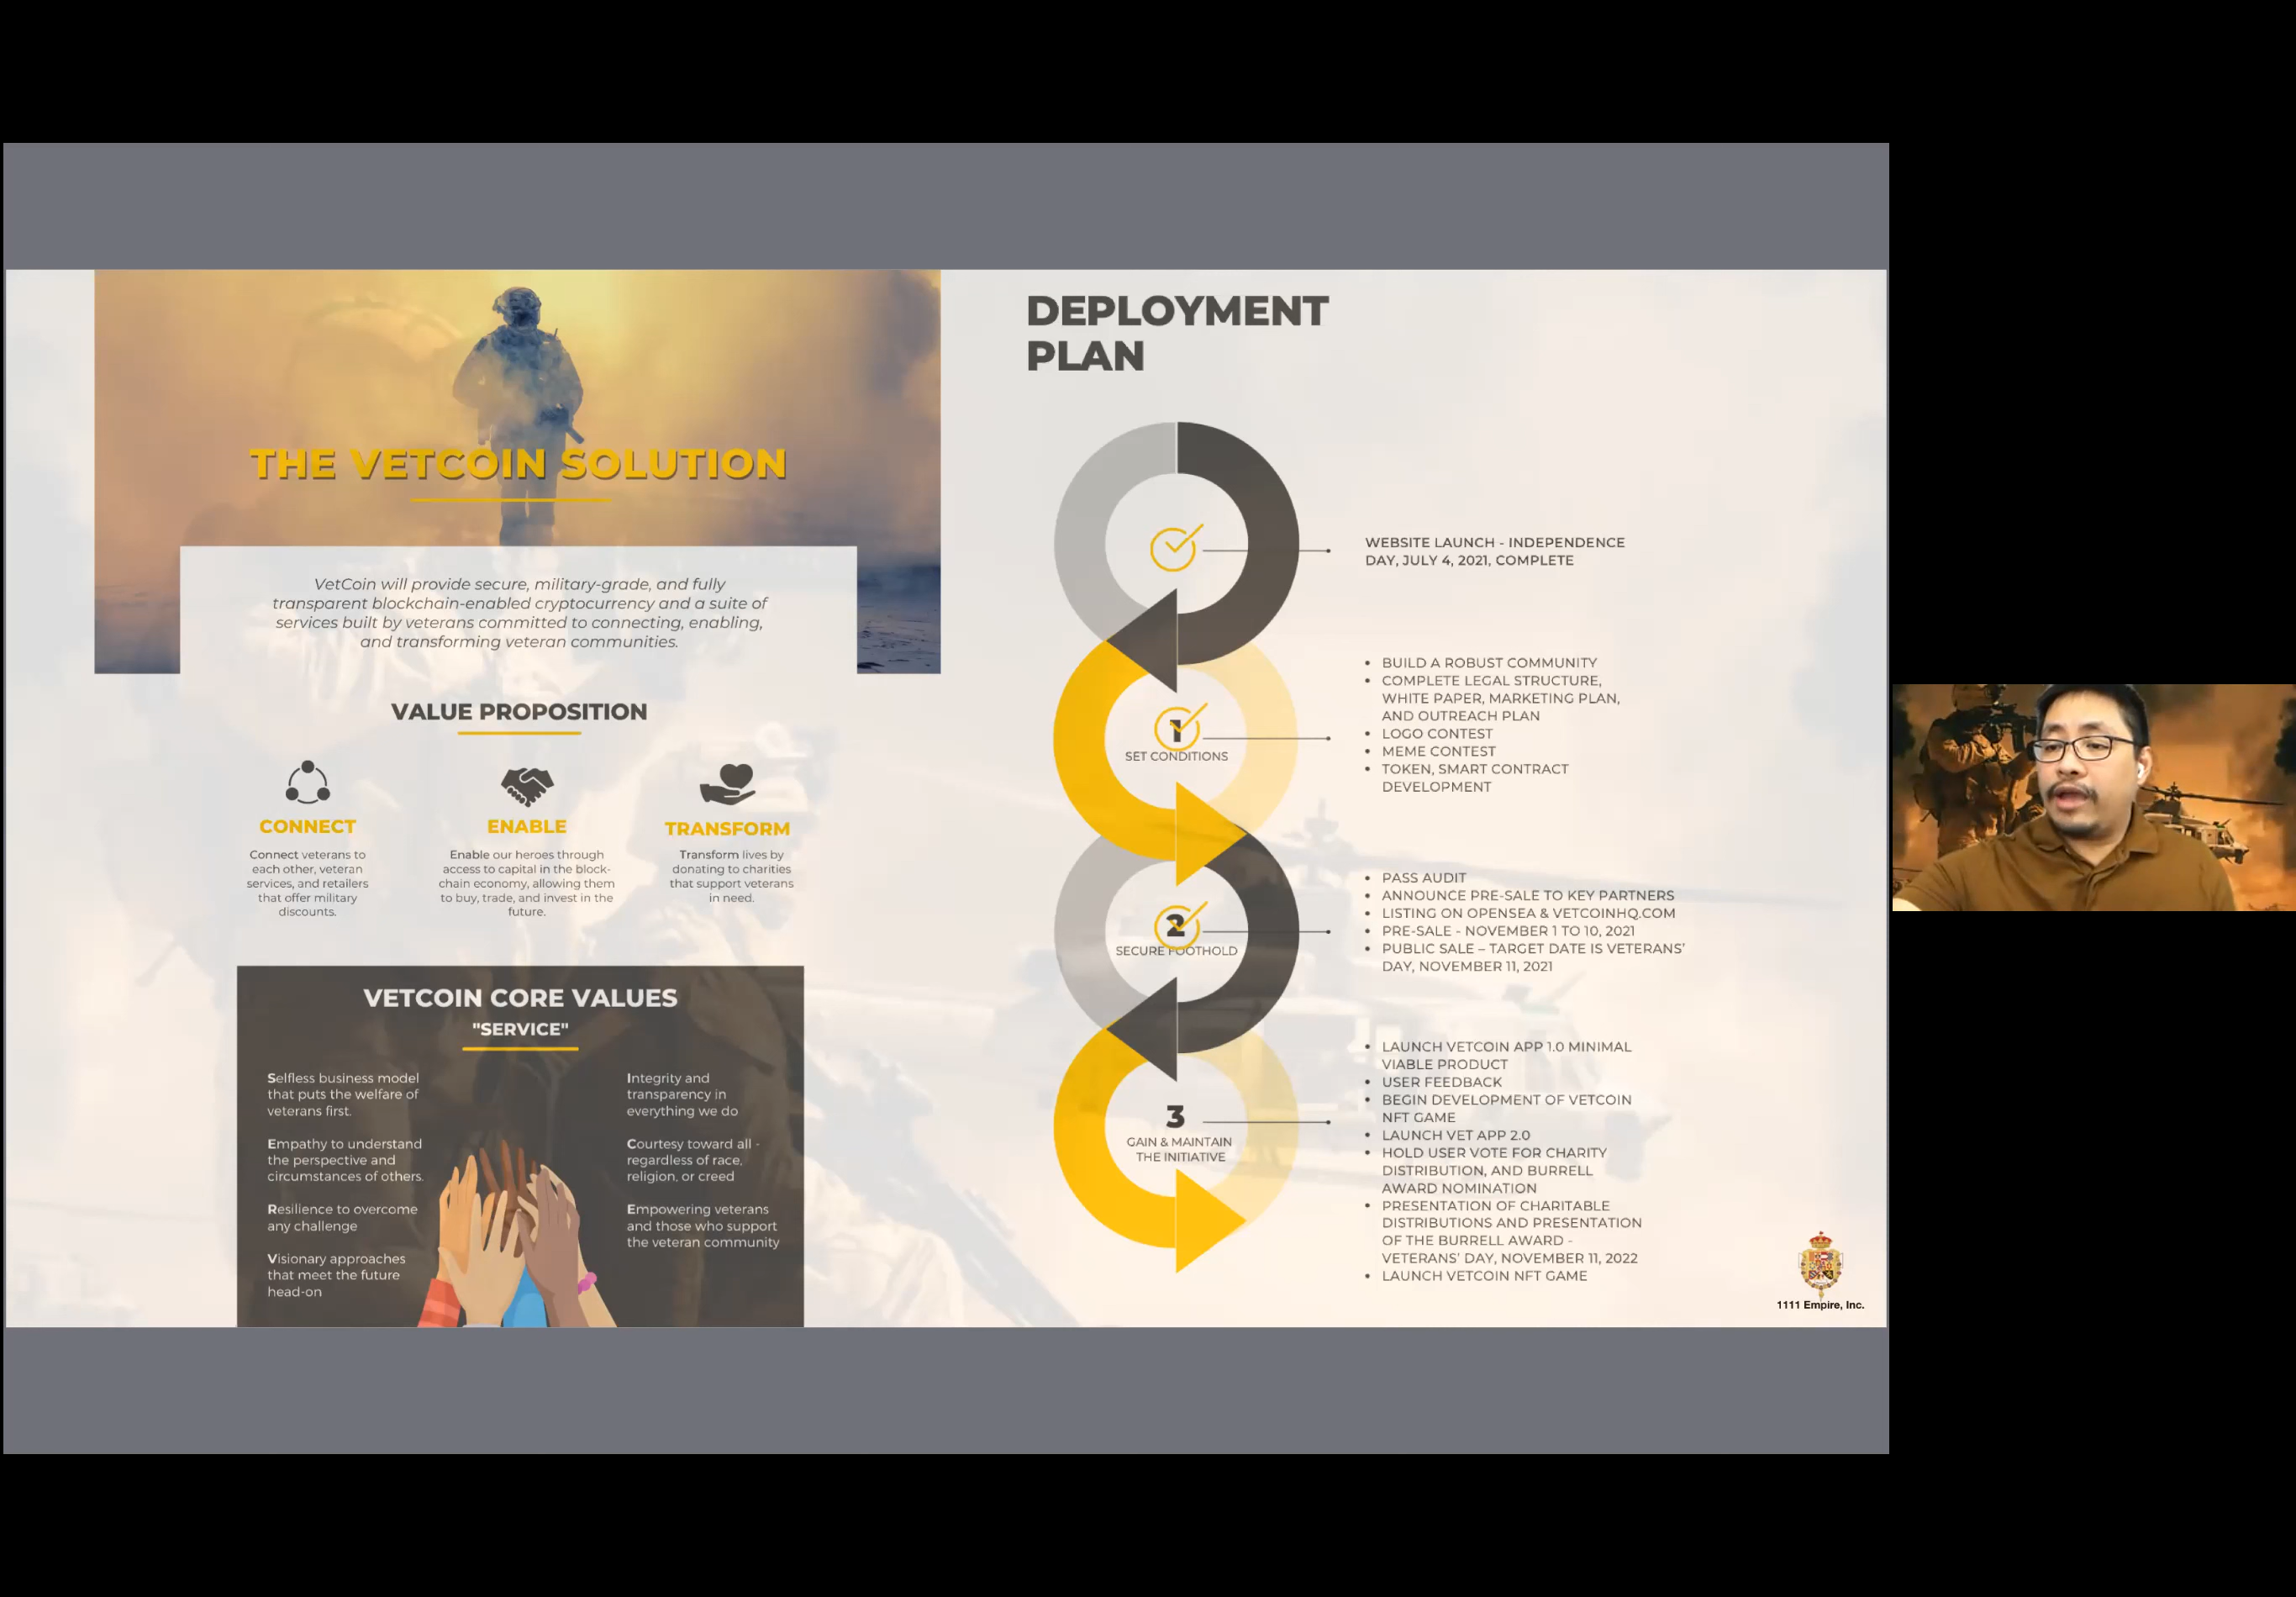 THE VETCOIN SOLUTION
VetCoin will provide secure, military-grade, and fully
transparent blockchain-enabled cryptocurrency and a suite of
services built by veterans committed to connecting, enabling,
and transforming veteran communities.
VALUE PROPOSITION
CONNECT
Connect veterans to
each other, veteran
services, and retailers
that offer military
discounts.
ENABLE
Enable our heroes through
access to capital in the block-
chain economy, allowing them
to buy, trade, and invest in the
future.
TRANSFORM
Transform lives by
donating to charities
that support veterans
in need.
VETCOIN CORE VALUES
"SERVICE"
Selfless business model
that puts the welfare of
veterans first.
Empathy to understand
the perspective and
circumstances of others.
Resilience to overcome
any challenge
Visionary approaches
that meet the future
head-on
Integrity and
transparency in
everything we do
Courtesy toward all -
regardless of race,
religion, or creed
Empowering veterans
and those who support
the veteran community
DEPLOYMENT
PLAN
WEBSITE LAUNCH - INDEPENDENCE
DAY, JULY 4, 2021, COMPLETE
1
SET CONDITIONS
• BUILD A ROBUST COMMUNITY
• COMPLETE LEGAL STRUCTURE,
WHITE PAPER, MARKETING PLAN,
AND OUTREACH PLAN
• LOGO CONTEST
• MEME CONTEST
• TOKEN, SMART CONTRACT
DEVELOPMENT
2
SECURE FOOTHOLD
• PASS AUDIT
• ANNOUNCE PRE-SALE TO KEY PARTNERS
• LISTING ON OPENSEA & VETCOINHQ.COM
• PRE-SALE - NOVEMBER 1 TO 10, 2021
• PUBLIC SALE – TARGET DATE IS VETERANS'
DAY, NOVEMBER 11, 2021
3
GAIN & MAINTAIN
THE INITIATIVE
• LAUNCH VETCOIN APP 1.0 MINIMAL
VIABLE PRODUCT
• USER FEEDBACK
• BEGIN DEVELOPMENT OF VETCOIN
NFT GAME
• LAUNCH VET APP 2.0
• HOLD USER VOTE FOR CHARITY
DISTRIBUTION, AND BURRELL
AWARD NOMINATION
• PRESENTATION OF CHARITABLE
DISTRIBUTIONS AND PRESENTATION
OF THE BURRELL AWARD -
VETERANS' DAY, NOVEMBER 11, 2022
• LAUNCH VETCOIN NFT GAME
1111 Empire, Inc.